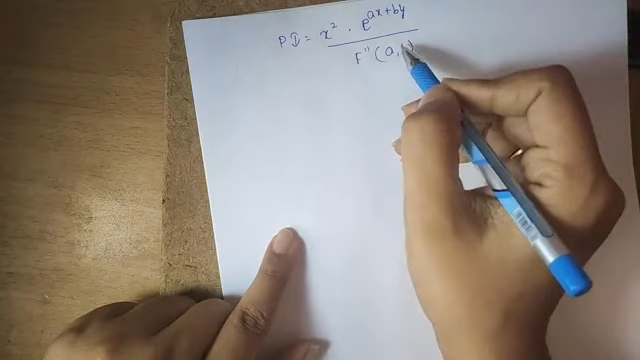 PI = x² · e^{ax+by} / F''(a, )